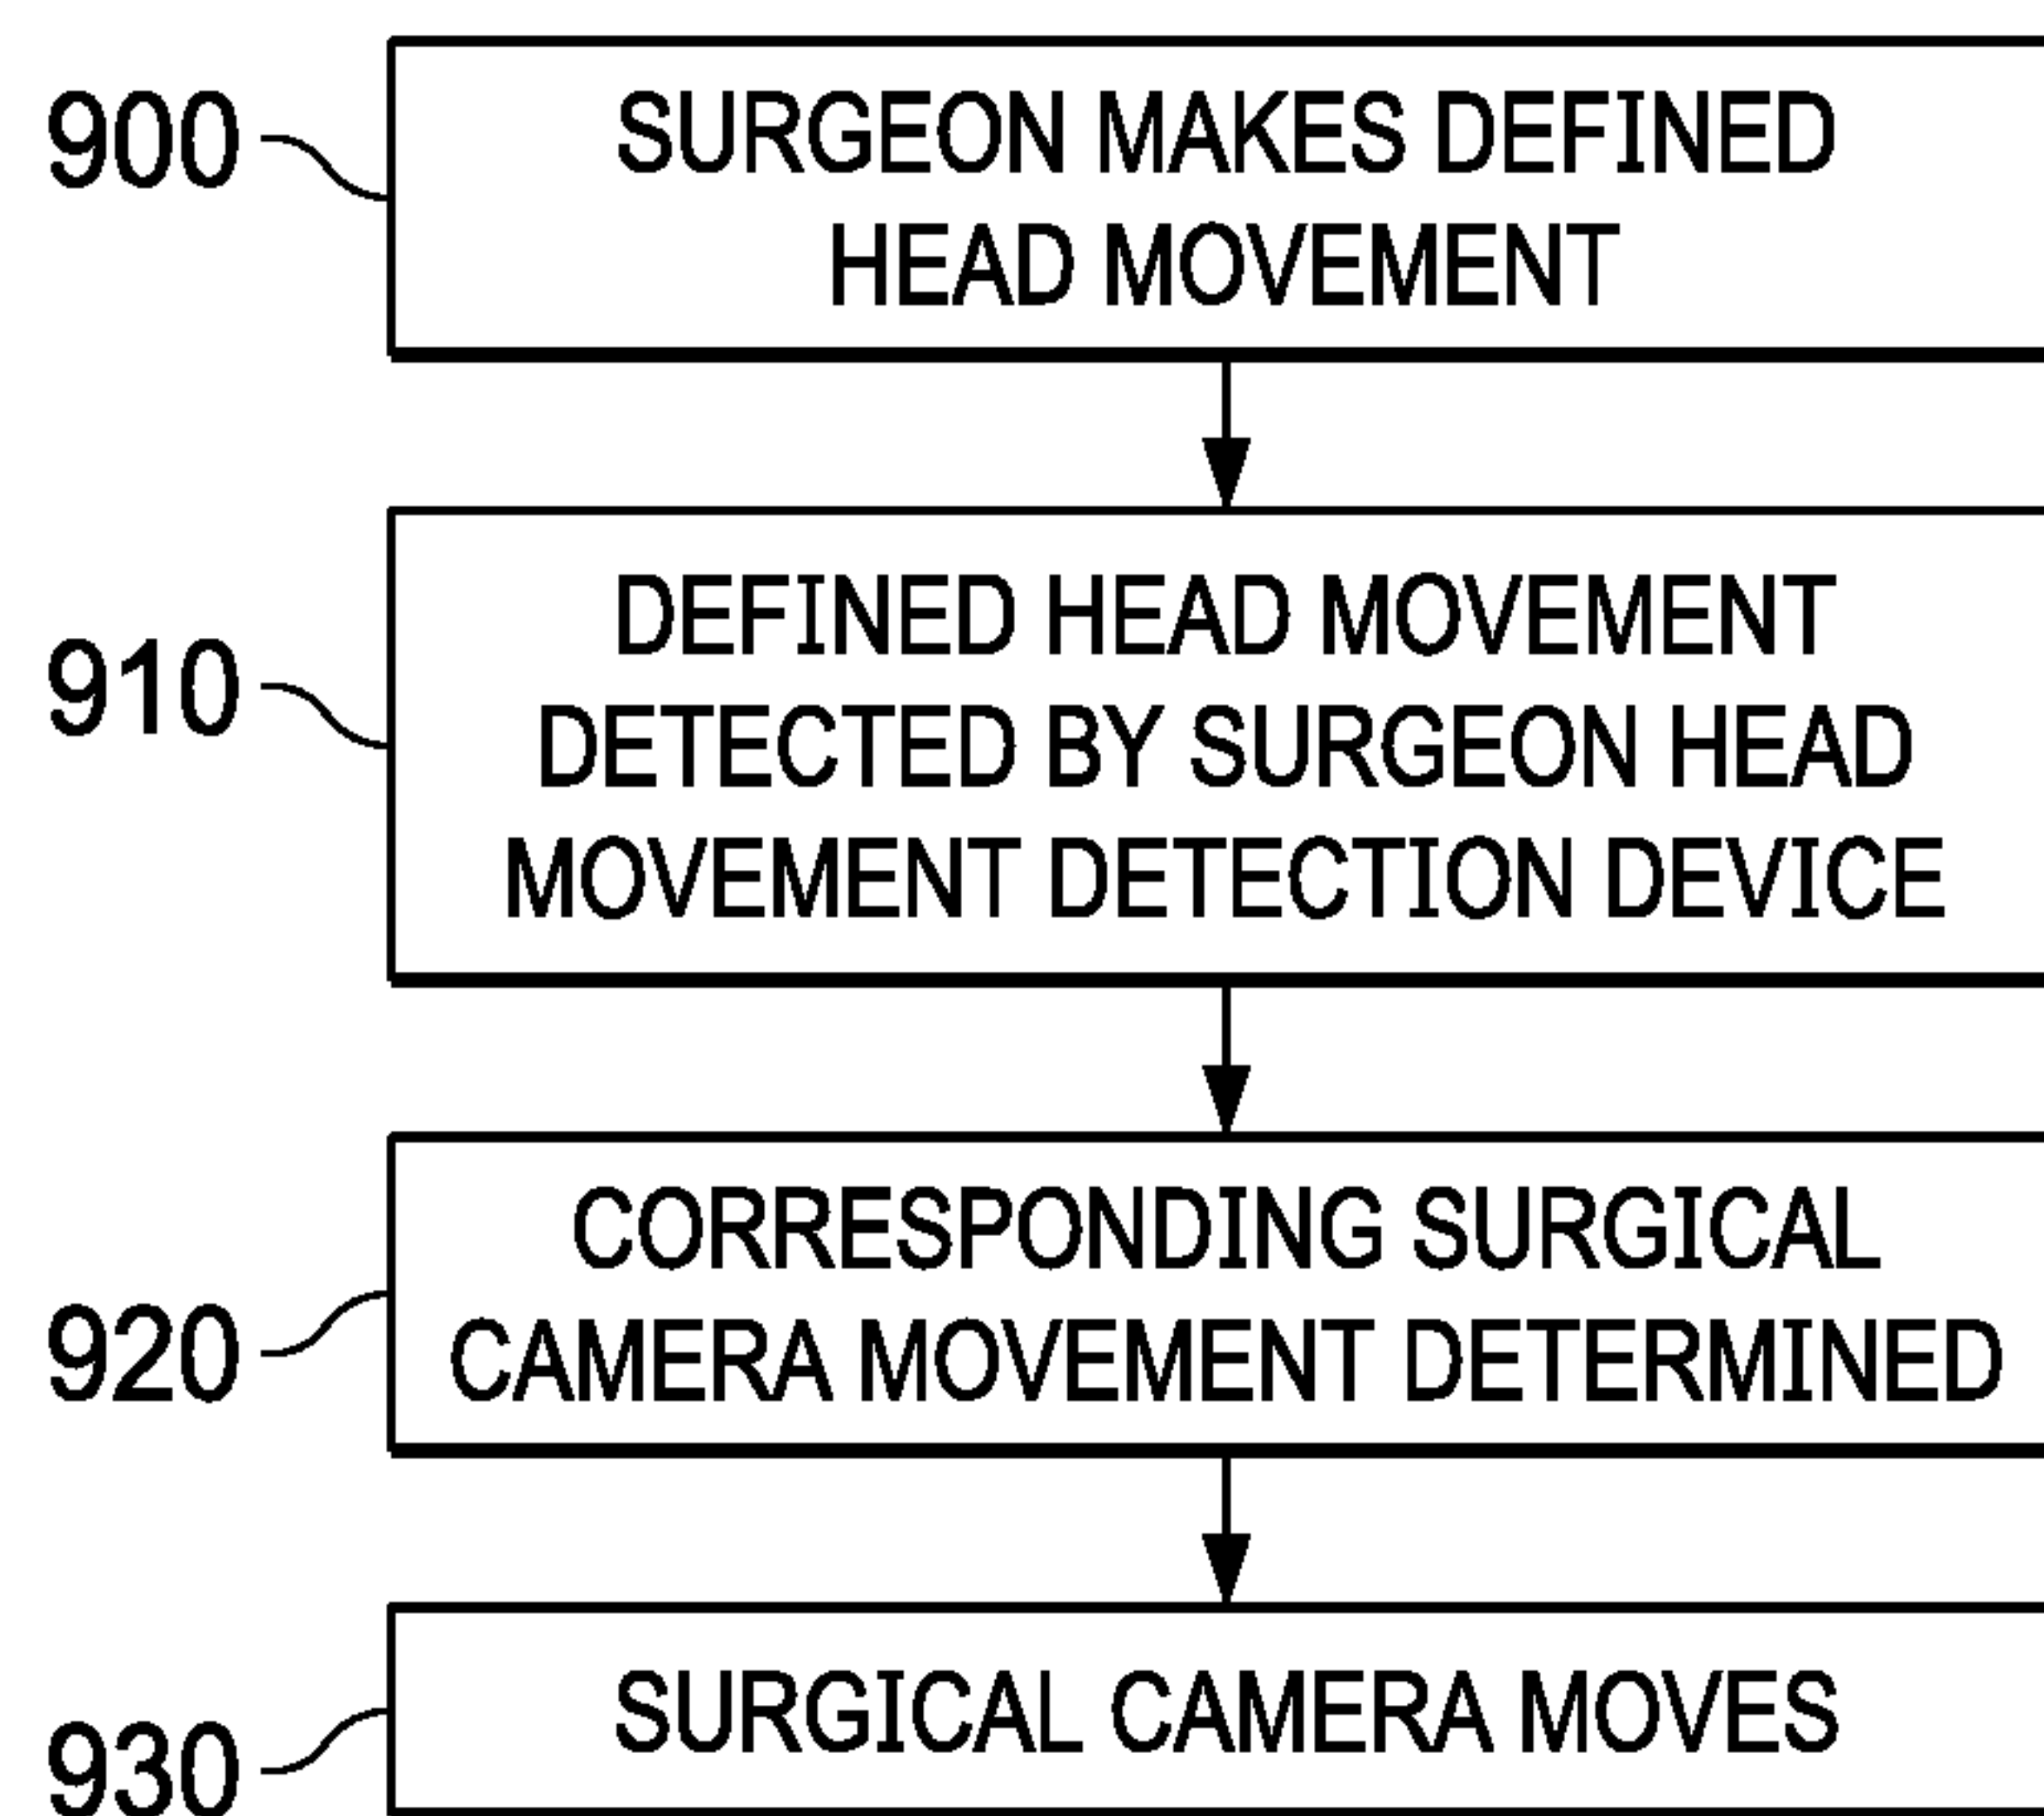 900
SURGEON MAKES DEFINED
HEAD MOVEMENT
910
DEFINED HEAD MOVEMENT
DETECTED BY SURGEON HEAD
MOVEMENT DETECTION DEVICE
920
CORRESPONDING SURGICAL
CAMERA MOVEMENT DETERMINED
930
SURGICAL CAMERA MOVES